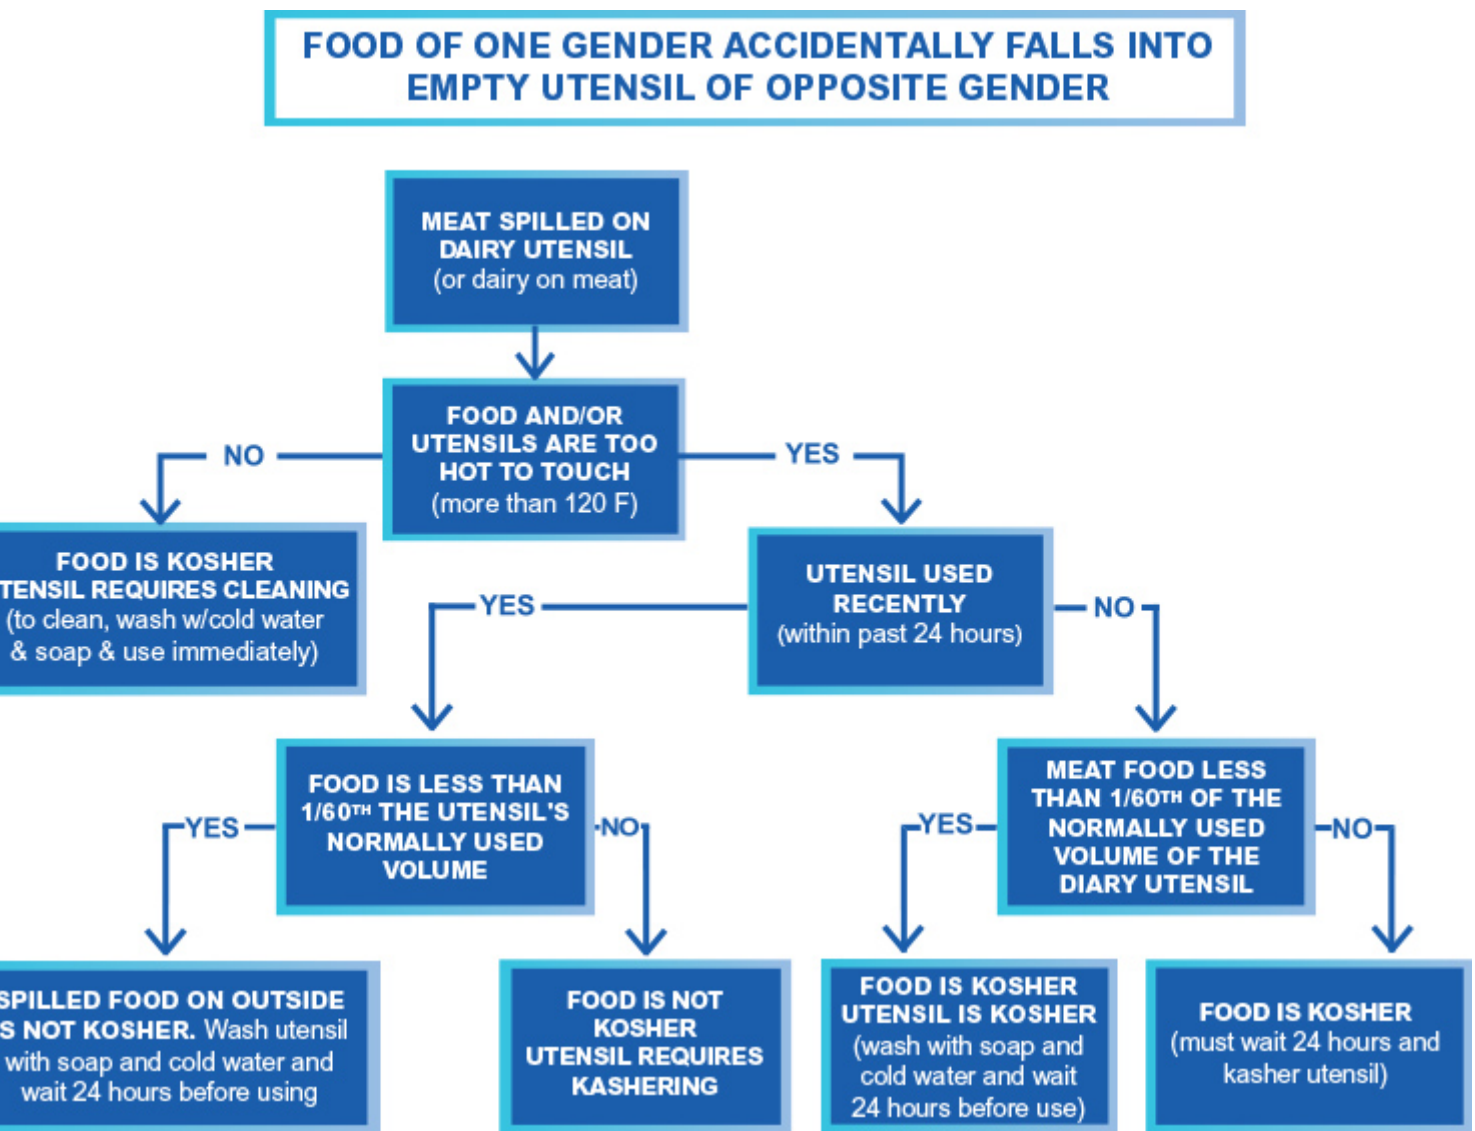 FOOD OF ONE GENDER ACCIDENTALLY FALLS INTO
EMPTY UTENSIL OF OPPOSITE GENDER
MEAT SPILLED ON
DAIRY UTENSIL
(or dairy on meat)
FOOD AND/OR
UTENSILS ARE TOO
HOT TO TOUCH
(more than 120 F)
NO
YES
FOOD IS KOSHER
TENSIL REQUIRES CLEANING
(to clean, wash w/cold water
& soap & use immediately)
UTENSIL USED
RECENTLY
(within past 24 hours)
YES
NO
FOOD IS LESS THAN
1/60TH THE UTENSIL'S
NORMALLY USED
VOLUME
YES
NO
MEAT FOOD LESS
THAN 1/60TH OF THE
NORMALLY USED
VOLUME OF THE
DIARY UTENSIL
YES
NO
SPILLED FOOD ON OUTSIDE
S NOT KOSHER. Wash utensil
with soap and cold water and
wait 24 hours before using
FOOD IS NOT
KOSHER
UTENSIL REQUIRES
KASHERING
FOOD IS KOSHER
UTENSIL IS KOSHER
(wash with soap and
cold water and wait
24 hours before use)
FOOD IS KOSHER
(must wait 24 hours and
kasher utensil)